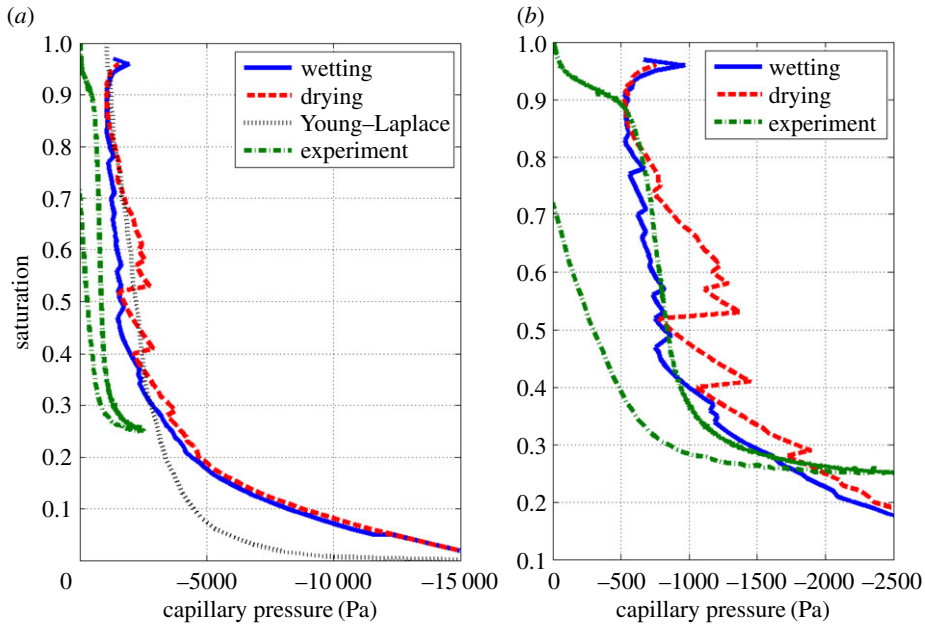 (a)
(b)
1.0
0.9
0.8
0.7
0.6
0.5
0.4
0.3
0.2
0.1
saturation
wetting
drying
Young–Laplace
experiment
0
–5000
–10 000
–15 000
capillary pressure (Pa)
1.0
0.9
0.8
0.7
0.6
0.5
0.4
0.3
0.2
0.1
wetting
drying
experiment
0
–500
–1000
–1500
–2000
–2500
capillary pressure (Pa)